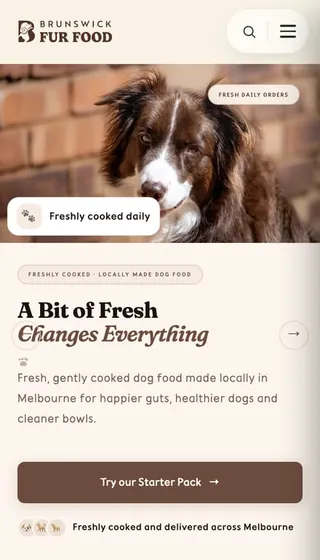 BRUNSWICK
FUR FOOD
FRESH DAILY ORDERS
Freshly cooked daily
FRESHLY COOKED · LOCALLY MADE DOG FOOD
A Bit of Fresh
Changes Everything
→
Fresh, gently cooked dog food made locally in
Melbourne for happier guts, healthier dogs and
cleaner bowls.
Try our Starter Pack →
Freshly cooked and delivered across Melbourne